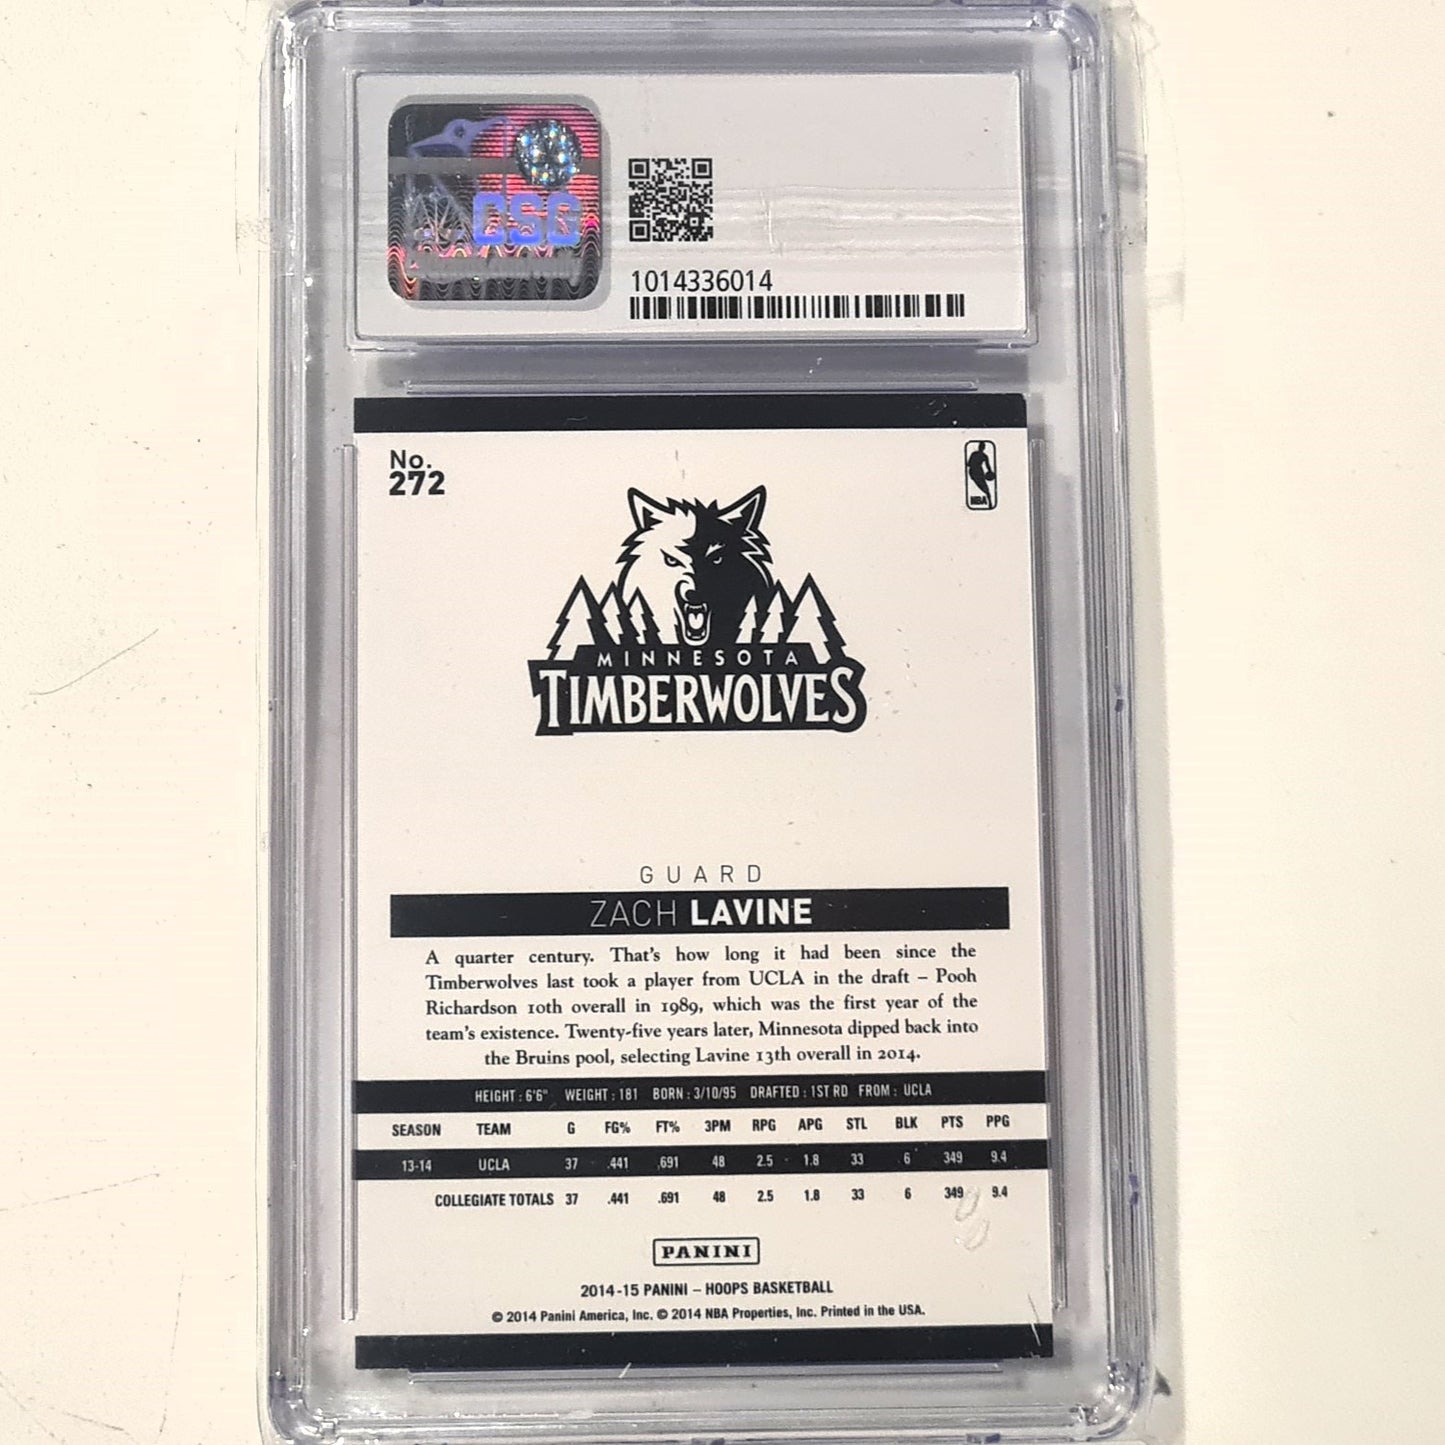 CSG
1014336014
No.
272
NBA
MINNESOTA
TIMBERWOLVES
GUARD
ZACH LAVINE
A quarter century. That's how long it had been since the
Timberwolves last took a player from UCLA in the draft – Pooh
Richardson 10th overall in 1989, which was the first year of the
team's existence. Twenty-five years later, Minnesota dipped back into
the Bruins pool, selecting Lavine 13th overall in 2014.
HEIGHT : 6'6" WEIGHT : 181 BORN : 3/10/95 DRAFTED : 1ST RD FROM : UCLA
SEASON TEAM G FG% FT% 3PM RPG APG STL BLK PTS PPG
13-14 UCLA 37 .441 .691 48 2.5 1.8 33 6 349 9.4
COLLEGIATE TOTALS 37 .441 .691 48 2.5 1.8 33 6 349 9.4
PANINI
2014-15 PANINI – HOOPS BASKETBALL
© 2014 Panini America, Inc. © 2014 NBA Properties, Inc. Printed in the USA.